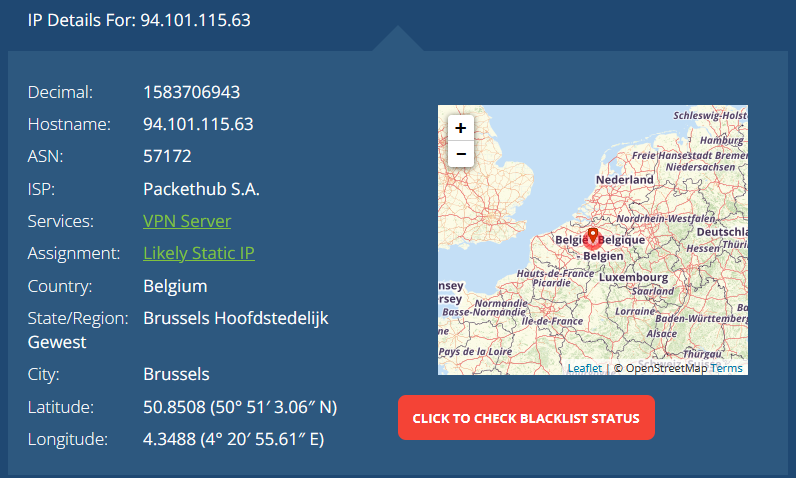 IP Details For: 94.101.115.63
Decimal: 1583706943
Hostname: 94.101.115.63
ASN: 57172
ISP: Packethub S.A.
Services: VPN Server
Assignment: Likely Static IP
Country: Belgium
State/Region: Brussels Hoofdstedelijk
Gewest
City: Brussels
Latitude: 50.8508 (50° 51′ 3.06″ N)
Longitude: 4.3488 (4° 20′ 55.61″ E)
+
−
Schleswig-Holst
Hamburg
Freie Hansestadt Bremen
Niedersachsen
Nederland
Nordrhein-Westfalen
België Belgique
- Belgien
Deutschla
Hessen
Thürin
Hauts-de-France
Picardie
Luxembourg
Saarland
nsey
ersey
Normandie
Basse-Normandie
Île-de-France
Lorraine
Baden-Württemberg
Alsace
Pays de la Loire
Thurgau
Leaflet | © OpenStreetMap Terms
CLICK TO CHECK BLACKLIST STATUS